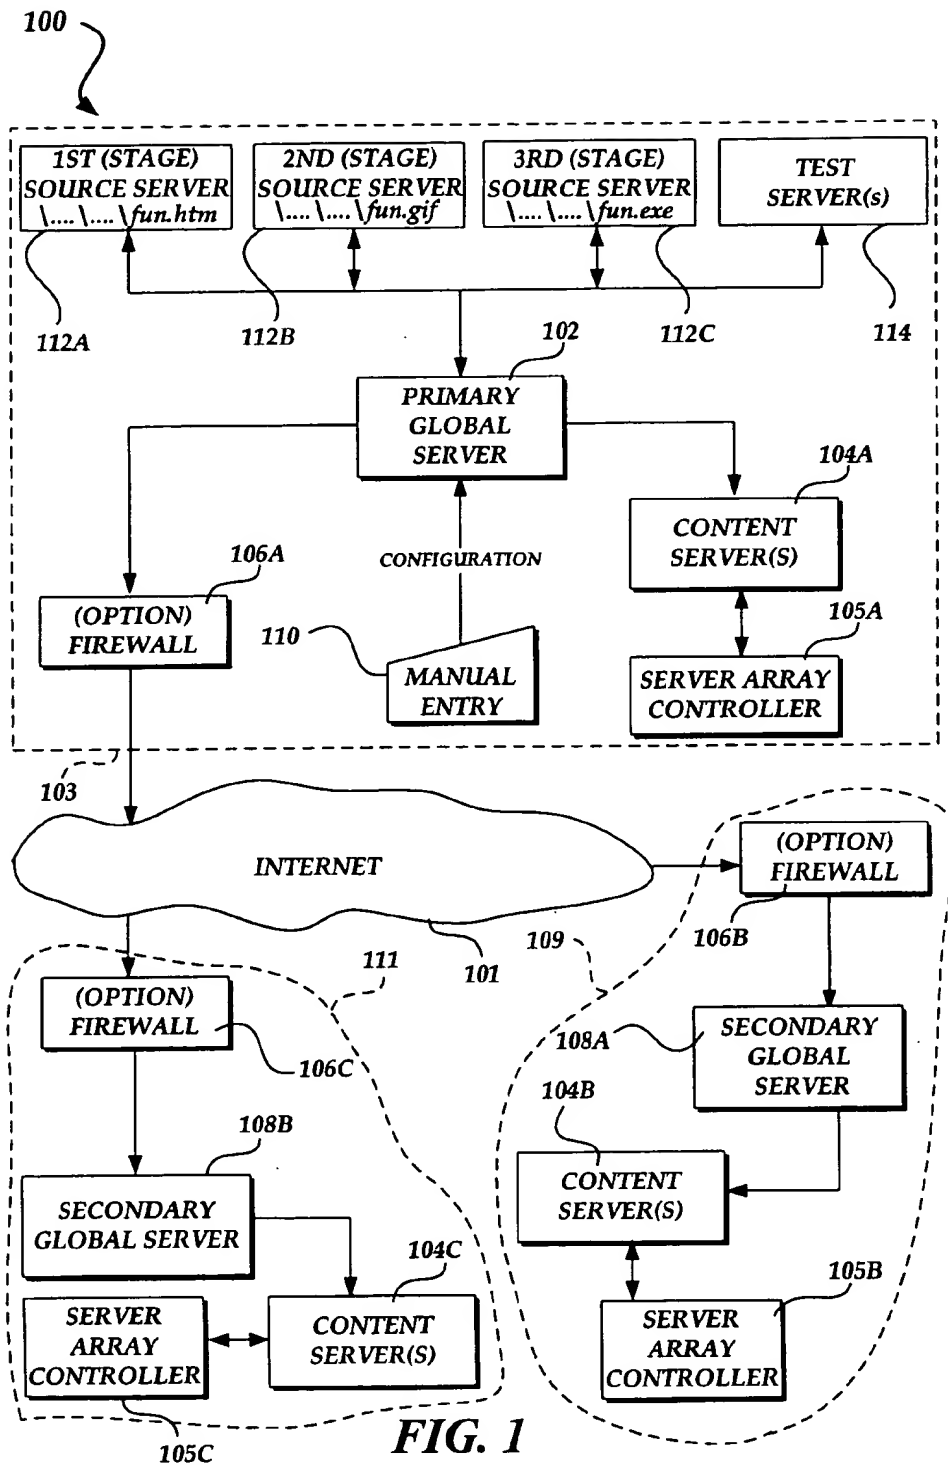 100
1ST (STAGE)
SOURCE SERVER
\.... \.... \fun.htm
2ND (STAGE)
SOURCE SERVER
\.... \.... \fun.gif
3RD (STAGE)
SOURCE SERVER
\.... \.... \fun.exe
TEST
SERVER(s)
112A
112B
102
112C
114
PRIMARY
GLOBAL
SERVER
104A
CONTENT
SERVER(S)
106A
CONFIGURATION
(OPTION)
FIREWALL
110
MANUAL
ENTRY
105A
SERVER ARRAY
CONTROLLER
103
INTERNET
(OPTION)
FIREWALL
106B
109
101
111
(OPTION)
FIREWALL
106C
108A
SECONDARY
GLOBAL
SERVER
104B
108B
CONTENT
SERVER(S)
SECONDARY
GLOBAL SERVER
104C
105B
SERVER
ARRAY
CONTROLLER
CONTENT
SERVER(S)
SERVER
ARRAY
CONTROLLER
105C
FIG. 1